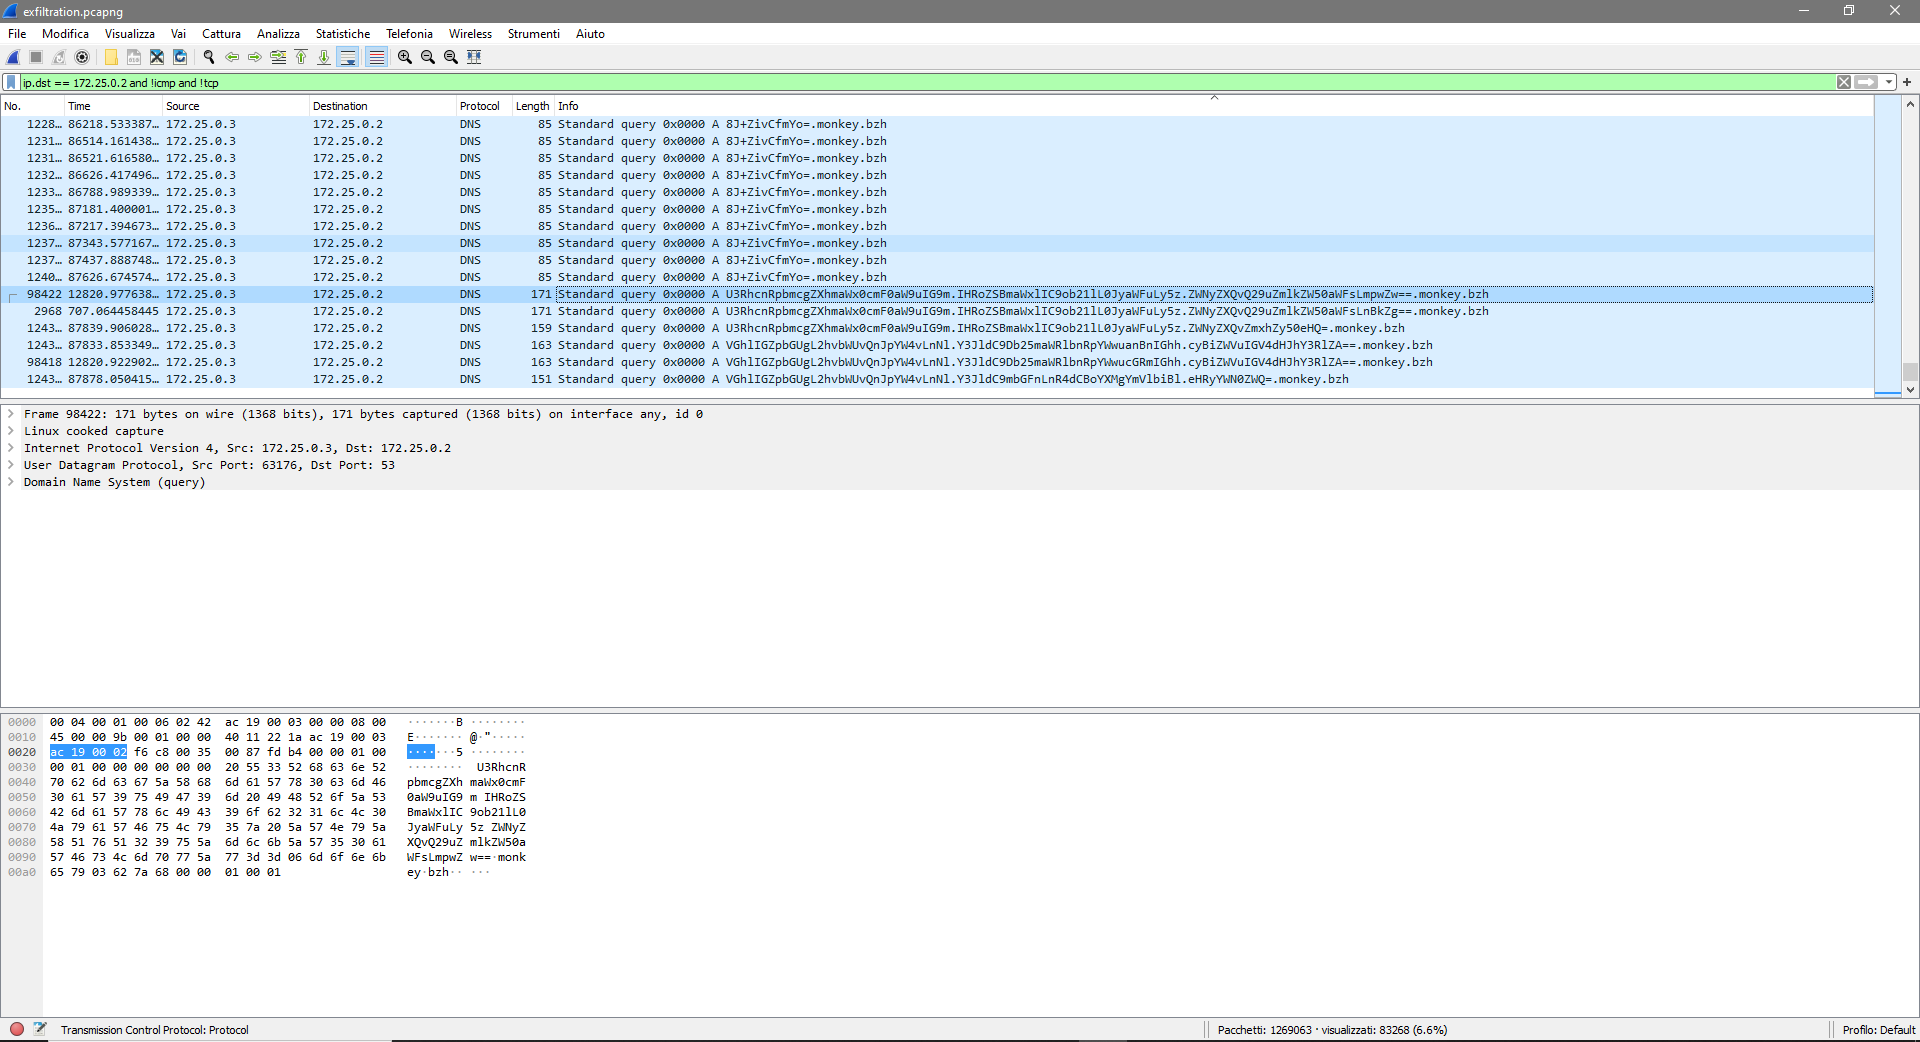 exfiltration.pcapng
File Modifica Visualizza Vai Cattura Analizza Statistiche Telefonia Wireless Strumenti Aiuto
ip.dst == 172.25.0.2 and !icmp and !tcp
No. Time Source Destination Protocol Length Info
1228… 86218.533387… 172.25.0.3 172.25.0.2 DNS 85 Standard query 0x0000 A 8J+ZivCfmYo=.monkey.bzh
1231… 86514.161438… 172.25.0.3 172.25.0.2 DNS 85 Standard query 0x0000 A 8J+ZivCfmYo=.monkey.bzh
1231… 86521.616580… 172.25.0.3 172.25.0.2 DNS 85 Standard query 0x0000 A 8J+ZivCfmYo=.monkey.bzh
1232… 86626.417496… 172.25.0.3 172.25.0.2 DNS 85 Standard query 0x0000 A 8J+ZivCfmYo=.monkey.bzh
1233… 86788.989339… 172.25.0.3 172.25.0.2 DNS 85 Standard query 0x0000 A 8J+ZivCfmYo=.monkey.bzh
1235… 87181.400001… 172.25.0.3 172.25.0.2 DNS 85 Standard query 0x0000 A 8J+ZivCfmYo=.monkey.bzh
1236… 87217.394673… 172.25.0.3 172.25.0.2 DNS 85 Standard query 0x0000 A 8J+ZivCfmYo=.monkey.bzh
1237… 87343.577167… 172.25.0.3 172.25.0.2 DNS 85 Standard query 0x0000 A 8J+ZivCfmYo=.monkey.bzh
1237… 87437.888748… 172.25.0.3 172.25.0.2 DNS 85 Standard query 0x0000 A 8J+ZivCfmYo=.monkey.bzh
1240… 87626.674574… 172.25.0.3 172.25.0.2 DNS 85 Standard query 0x0000 A 8J+ZivCfmYo=.monkey.bzh
98422 12820.977638… 172.25.0.3 172.25.0.2 DNS 171 Standard query 0x0000 A U3RhcnRpbmcgZXhmaWx0cmF0aW9uIG9m.IHRoZSBmaWxlIC9ob21lL0JyaWFuLy5z.ZWNyZXQvQ29uZmlkZW50aWFsLmpwZw==.monkey.bzh
2968 707.064458445 172.25.0.3 172.25.0.2 DNS 171 Standard query 0x0000 A U3RhcnRpbmcgZXhmaWx0cmF0aW9uIG9m.IHRoZSBmaWxlIC9ob21lL0JyaWFuLy5z.ZWNyZXQvQ29uZmlkZW50aWFsLnBkZg==.monkey.bzh
1243… 87839.906028… 172.25.0.3 172.25.0.2 DNS 159 Standard query 0x0000 A U3RhcnRpbmcgZXhmaWx0cmF0aW9uIG9m.IHRoZSBmaWxlIC9ob21lL0JyaWFuLy5z.ZWNyZXQvZmxhZy50eHQ=.monkey.bzh
1243… 87833.853349… 172.25.0.3 172.25.0.2 DNS 163 Standard query 0x0000 A VGhlIGZpbGUgL2hvbWUvQnJpYW4vLnNl.Y3JldC9Db25maWRlbnRpYWwuanBnIGhh.cyBiZWVuIGV4dHJhY3RlZA==.monkey.bzh
98418 12820.922902… 172.25.0.3 172.25.0.2 DNS 163 Standard query 0x0000 A VGhlIGZpbGUgL2hvbWUvQnJpYW4vLnNl.Y3JldC9Db25maWRlbnRpYWwucGRmIGhh.cyBiZWVuIGV4dHJhY3RlZA==.monkey.bzh
1243… 87878.050415… 172.25.0.3 172.25.0.2 DNS 151 Standard query 0x0000 A VGhlIGZpbGUgL2hvbWUvQnJpYW4vLnNl.Y3JldC9mbGFnLnR4dCBoYXMgYmVlbiBl.eHRyYWN0ZWQ=.monkey.bzh
Frame 98422: 171 bytes on wire (1368 bits), 171 bytes captured (1368 bits) on interface any, id 0
Linux cooked capture
Internet Protocol Version 4, Src: 172.25.0.3, Dst: 172.25.0.2
User Datagram Protocol, Src Port: 63176, Dst Port: 53
Domain Name System (query)
0000 00 04 00 01 00 06 02 42 ac 19 00 03 00 00 08 00 ·······B ········
0010 45 00 00 9b 00 01 00 00 40 11 22 1a ac 19 00 03 E······· @·"·····
0020 ac 19 00 02 f6 c8 00 35 00 87 fd b4 00 00 01 00 ·······5 ········
0030 00 01 00 00 00 00 00 00 20 55 33 52 68 63 6e 52 ········ U3RhcnR
0040 70 62 6d 63 67 5a 58 68 6d 61 57 78 30 63 6d 46 pbmcgZXh maWx0cmF
0050 30 61 57 39 75 49 47 39 6d 20 49 48 52 6f 5a 53 0aW9uIG9 m IHRoZS
0060 42 6d 61 57 78 6c 49 43 39 6f 62 32 31 6c 4c 30 BmaWxlIC 9ob21lL0
0070 4a 79 61 57 46 75 4c 79 35 7a 20 5a 57 4e 79 5a JyaWFuLy 5z ZWNyZ
0080 58 51 76 51 32 39 75 5a 6d 6c 6b 5a 57 35 30 61 XQvQ29uZ mlkZW50a
0090 57 46 73 4c 6d 70 77 5a 77 3d 3d 06 6d 6f 6e 6b WFsLmpwZ w==·monk
00a0 65 79 03 62 7a 68 00 00 01 00 01 ey·bzh·· ···
Transmission Control Protocol: Protocol Pacchetti: 1269063 · visualizzati: 83268 (6.6%) Profilo: Default